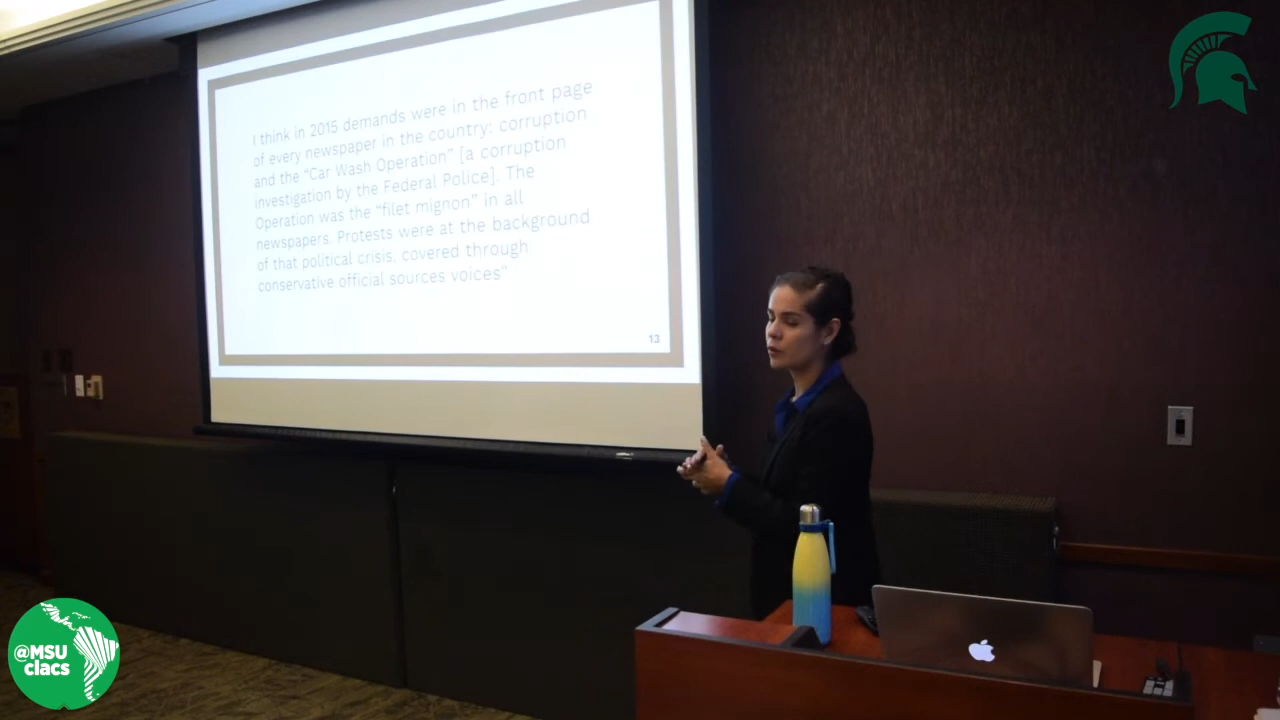 I think in 2015 demands were in the front page
of every newspaper in the country: corruption
and the "Car Wash Operation" [a corruption
investigation by the Federal Police]. The
Operation was the "filet mignon" in all
newspapers. Protests were at the background
of that political crisis, covered through
conservative official sources voices"
13
@MSU
clacs